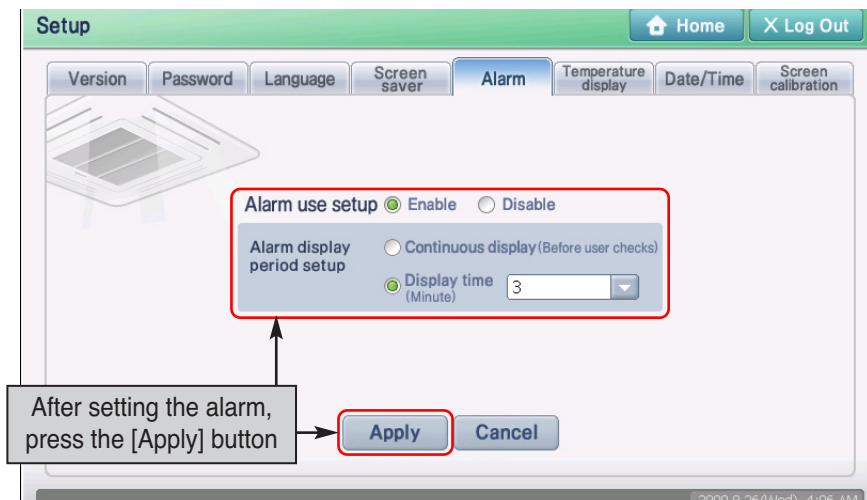 Setup
Home
X Log Out
Version
Password
Language
Screen
saver
Alarm
Temperature
display
Date/Time
Screen
calibration
Alarm use setup
Enable
Disable
Alarm display
period setup
Continuous display (Before user checks)
Display time
(Minute)
3
After setting the alarm,
press the [Apply] button
Apply
Cancel